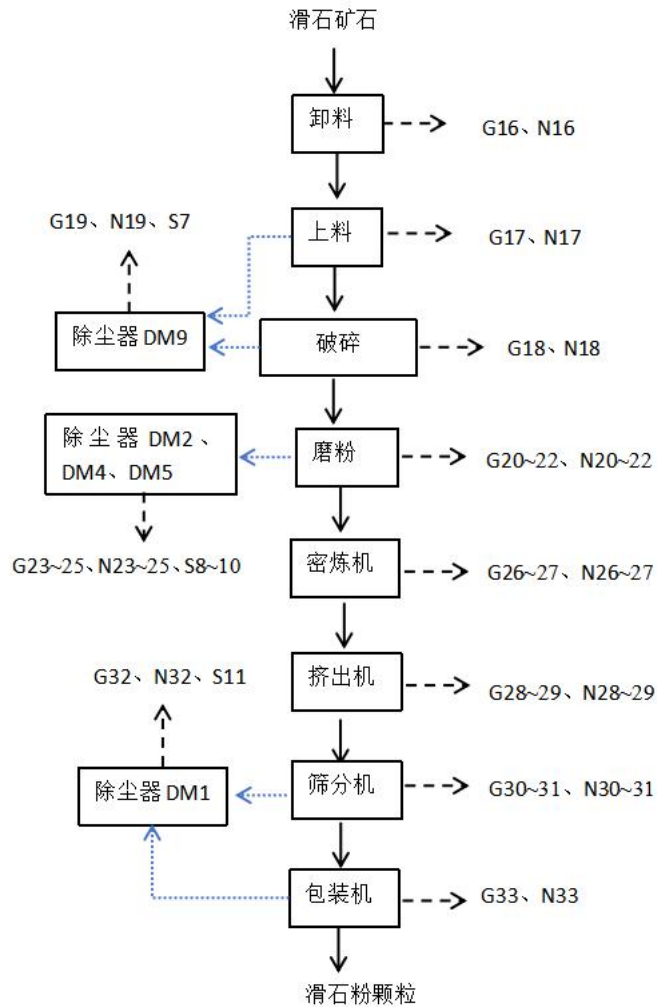 滑石矿石
卸料
G16、N16
G19、N19、S7
上料
G17、N17
除尘器 DM9
破碎
G18、N18
除 尘 器 DM2 、
DM4、DM5
磨粉
G20~22、N20~22
G23~25、N23~25、S8~10
密炼机
G26~27、N26~27
G32、N32、S11
挤出机
G28~29、N28~29
除尘器 DM1
筛分机
G30~31、N30~31
包装机
G33、N33
滑石粉颗粒